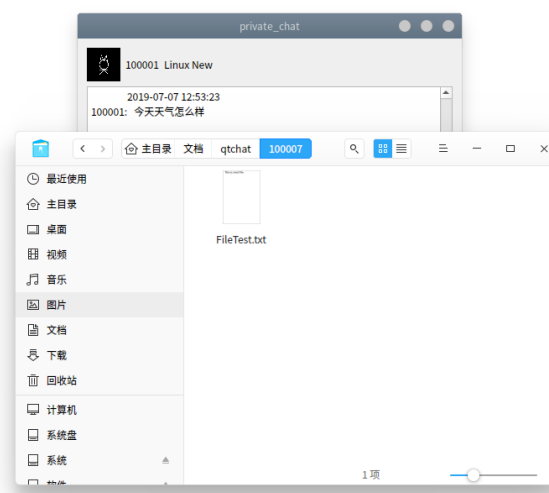 private_chat
100001 Linux New
2019-07-07 12:53:23
100001: 今天天气怎么样
主目录 文档 qtchat 100007
最近使用
主目录
桌面
视频
音乐
图片
文档
下载
回收站
计算机
系统盘
系统
软件
FileTest.txt
1 项